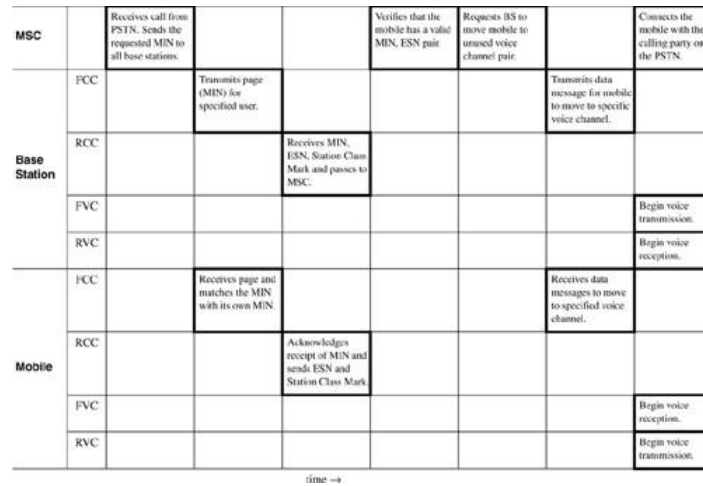 MSC
Receives call from
PSTN. Sends the
requested MIN to
all base stations.
Verifies that the
mobile has a valid
MIN, ESN pair.
Requests BS to
move mobile to
unused voice
channel pair.
Connects the
mobile with the
calling party on
the PSTN.
Base
Station
FCC
Transmits page
(MIN) for
specified user.
Transmits data
message for mobile
to move to specific
voice channel.
RCC
Receives MIN,
ESN, Station Class
Mark and passes to
MSC.
FVC
Begin voice
transmission.
RVC
Begin voice
reception.
Mobile
FCC
Receives page and
matches the MIN
with its own MIN.
Receives data
messages to move
to specified voice
channel.
RCC
Acknowledges
receipt of MIN and
sends ESN and
Station Class Mark.
FVC
Begin voice
reception.
RVC
Begin voice
transmission.
time →